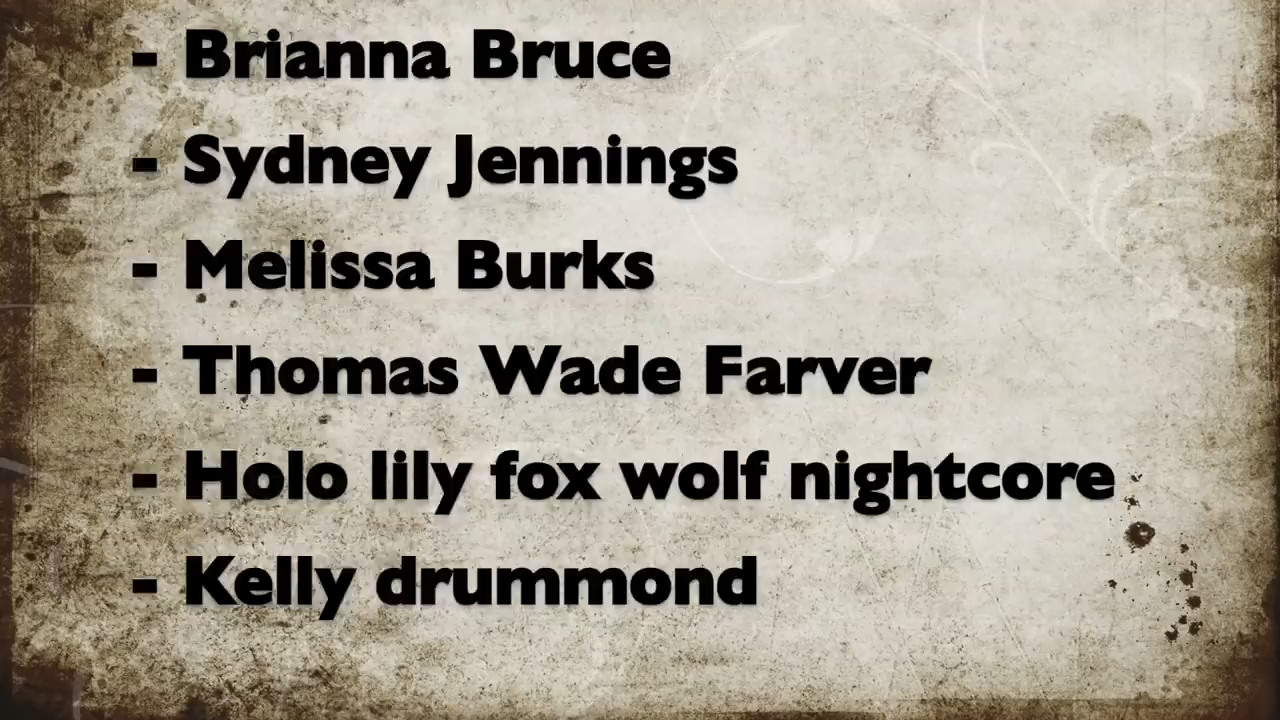 - Brianna Bruce
- Sydney Jennings
- Melissa Burks
- Thomas Wade Farver
- Holo lily fox wolf nightcore
- Kelly drummond